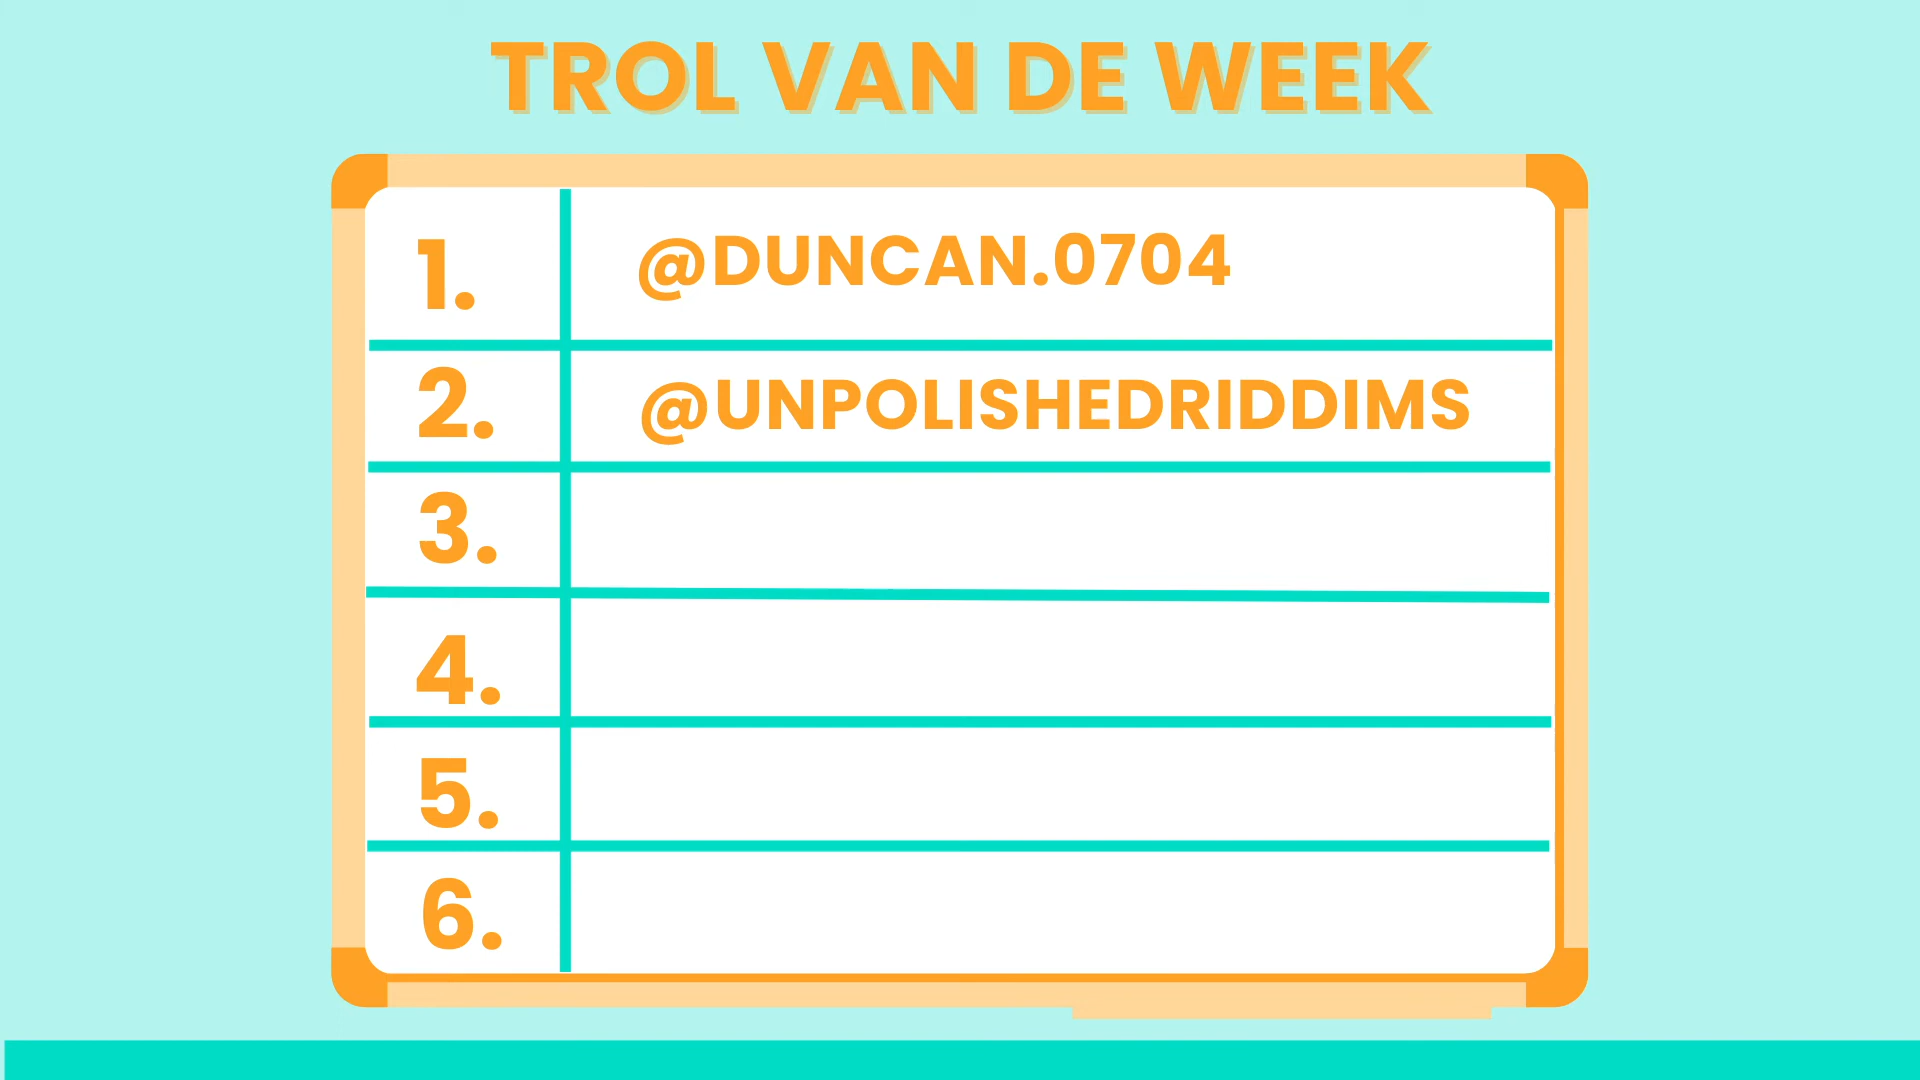 TROL VAN DE WEEK
1. @DUNCAN.0704
2. @UNPOLISHEDRIDDIMS
3.
4.
5.
6.